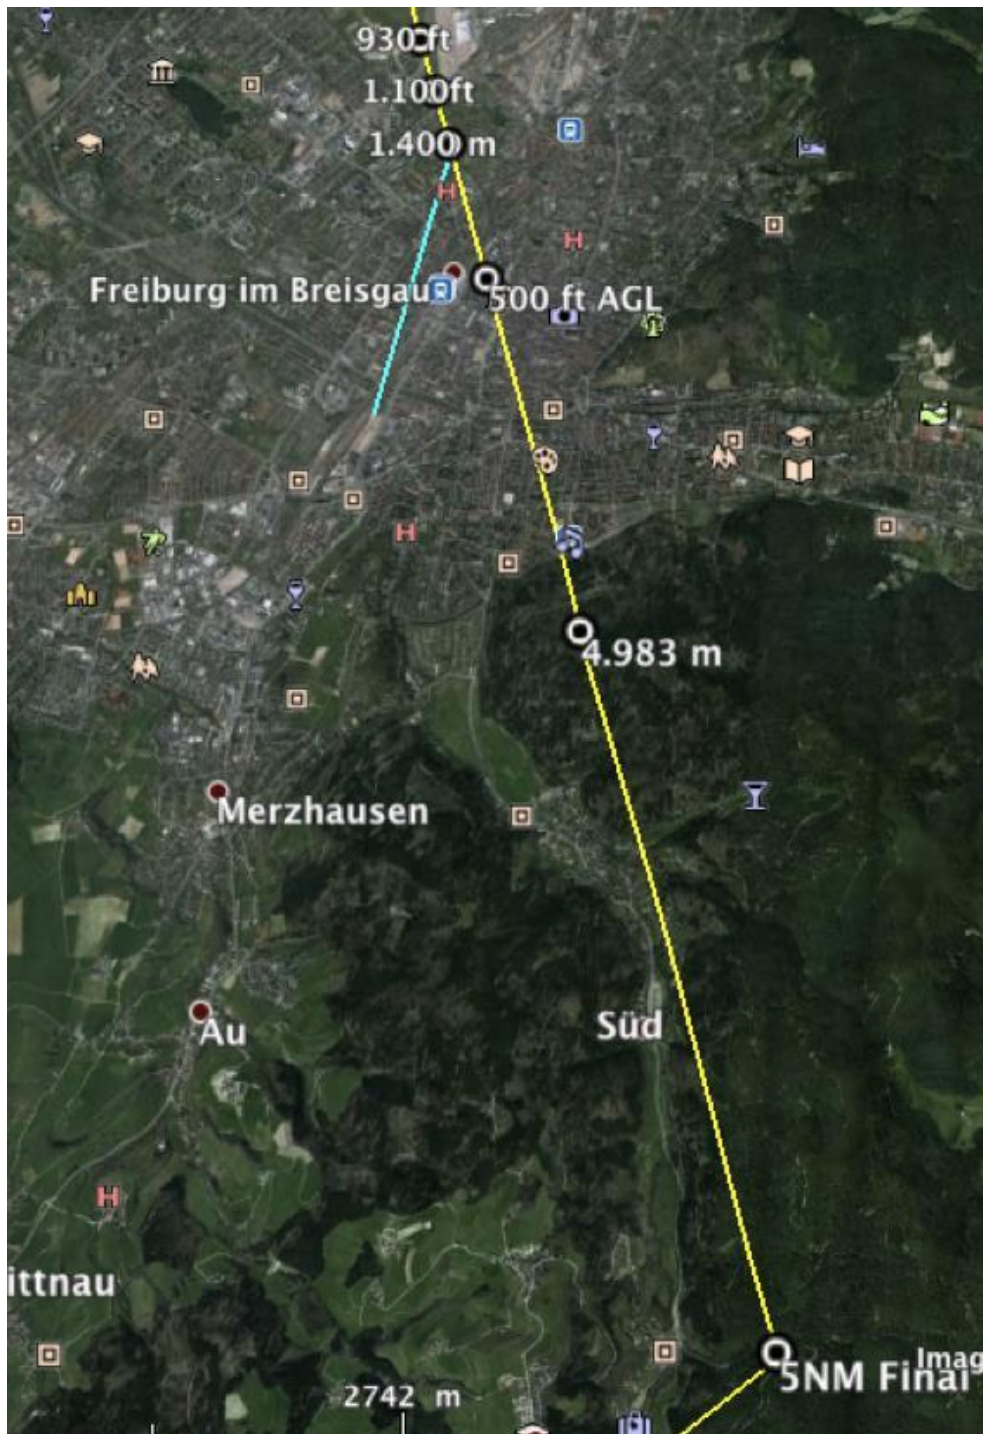 930 ft
1.100ft
1.400 m
H
H
Freiburg im Breisgau
500 ft AGL
H
4.983 m
Merzhausen
Süd
Au
H
ittnau
Imag
5NM Final
2742 m